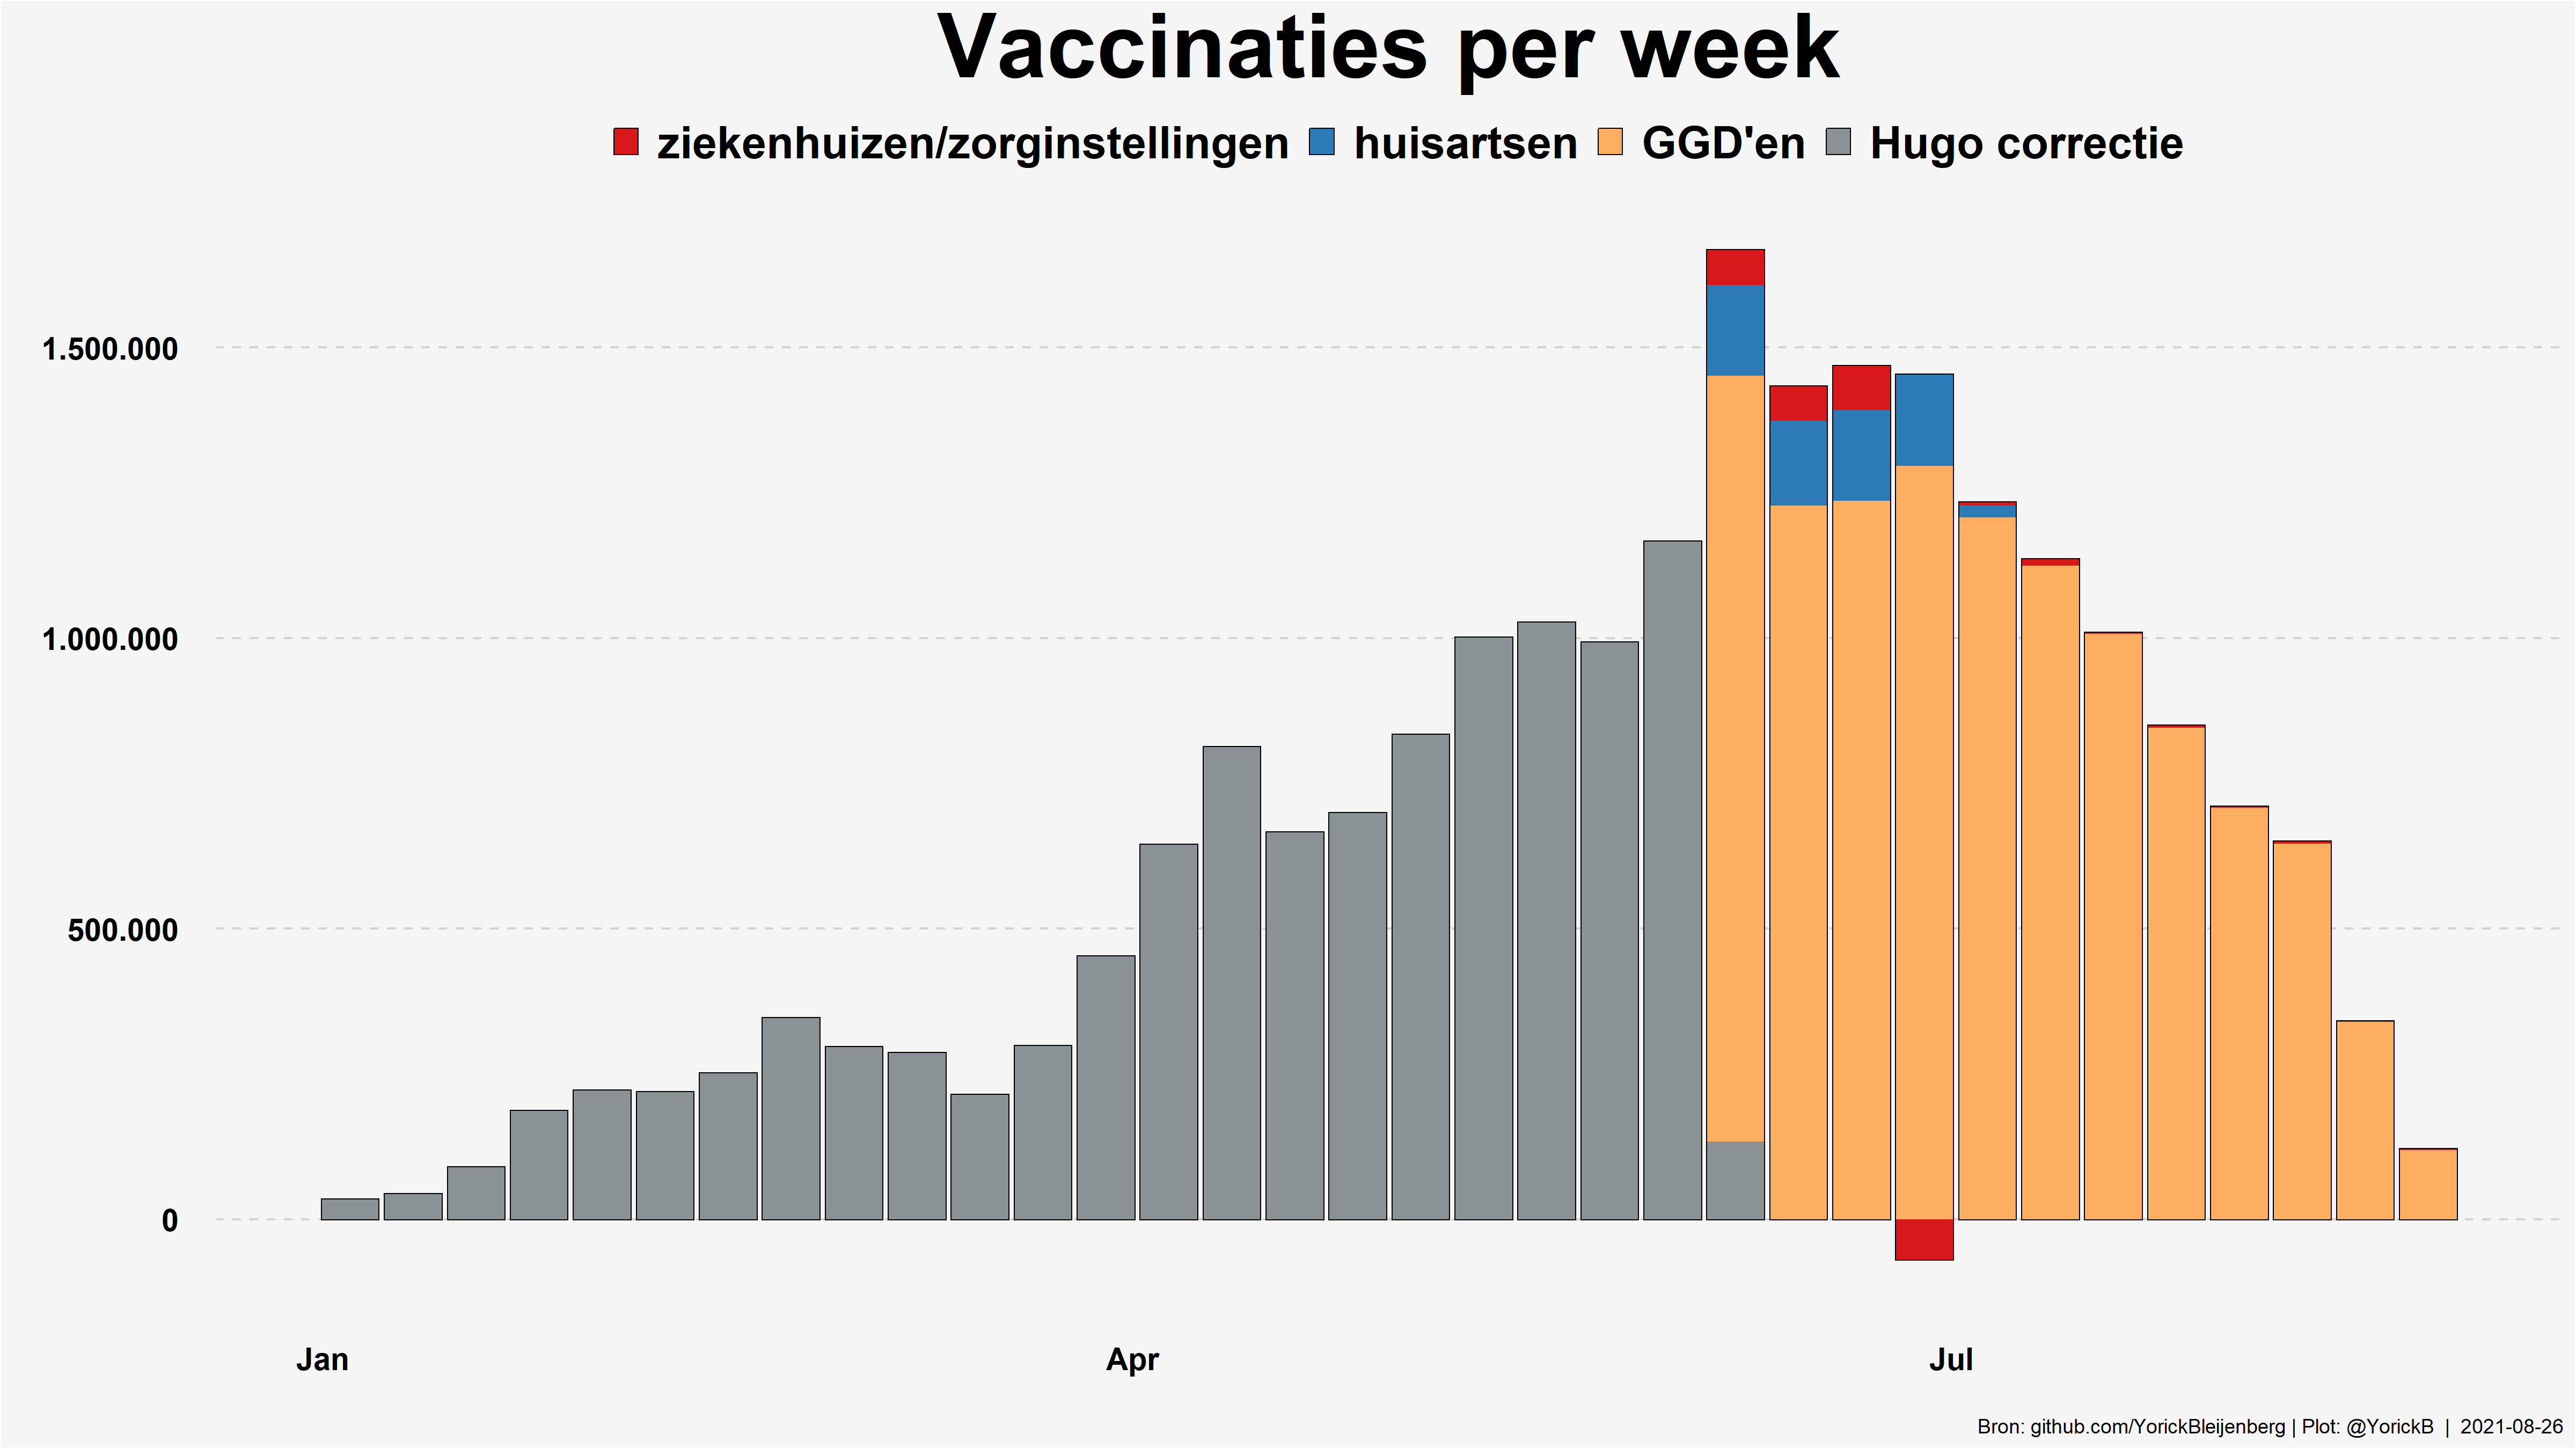 Vaccinaties per week
ziekenhuizen/zorginstellingen huisartsen GGD'en Hugo correctie
1.500.000
1.000.000
500.000
0
Jan Apr Jul
Bron: github.com/YorickBleijenberg | Plot: @YorickB | 2021-08-26